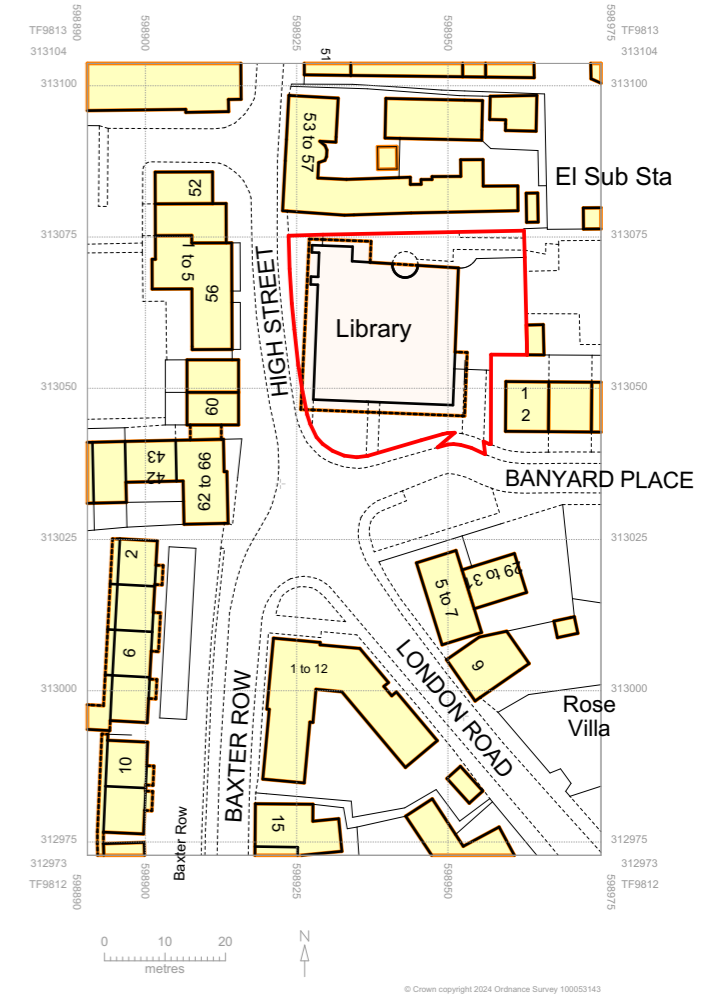 598890
598900
598925
598950
598975
TF9813
313104
TF9813
313104
313100
313100
51
53 to 57
El Sub Sta
52
313075
313075
1 to 5
56
HIGH STREET
Library
313050
313050
60
1
2
43
42
62 to 66
BANYARD PLACE
313025
313025
2
5 to 7
29 to 31
6
9
1 to 12
LONDON ROAD
313000
313000
Rose
Villa
BAXTER ROW
10
15
Baxter Row
312975
312975
312973
TF9812
312973
TF9812
598890
598900
598925
598950
598975
0 10 20
metres
N
© Crown copyright 2024 Ordnance Survey 100053143